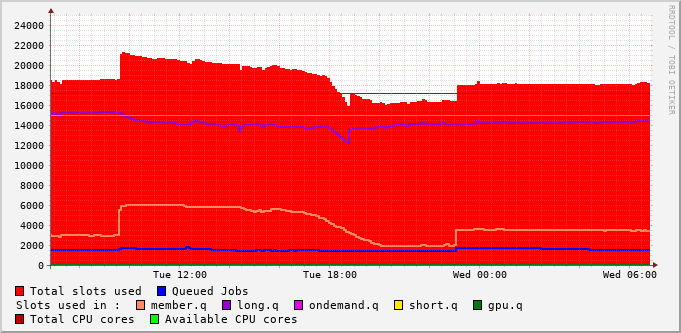 RRDTOOL / TOBI OETIKER
24000
22000
20000
18000
16000
14000
12000
10000
8000
6000
4000
2000
0
Tue 12:00 Tue 18:00 Wed 00:00 Wed 06:00
Total slots used Queued Jobs
Slots used in : member.q long.q ondemand.q short.q gpu.q
Total CPU cores Available CPU cores